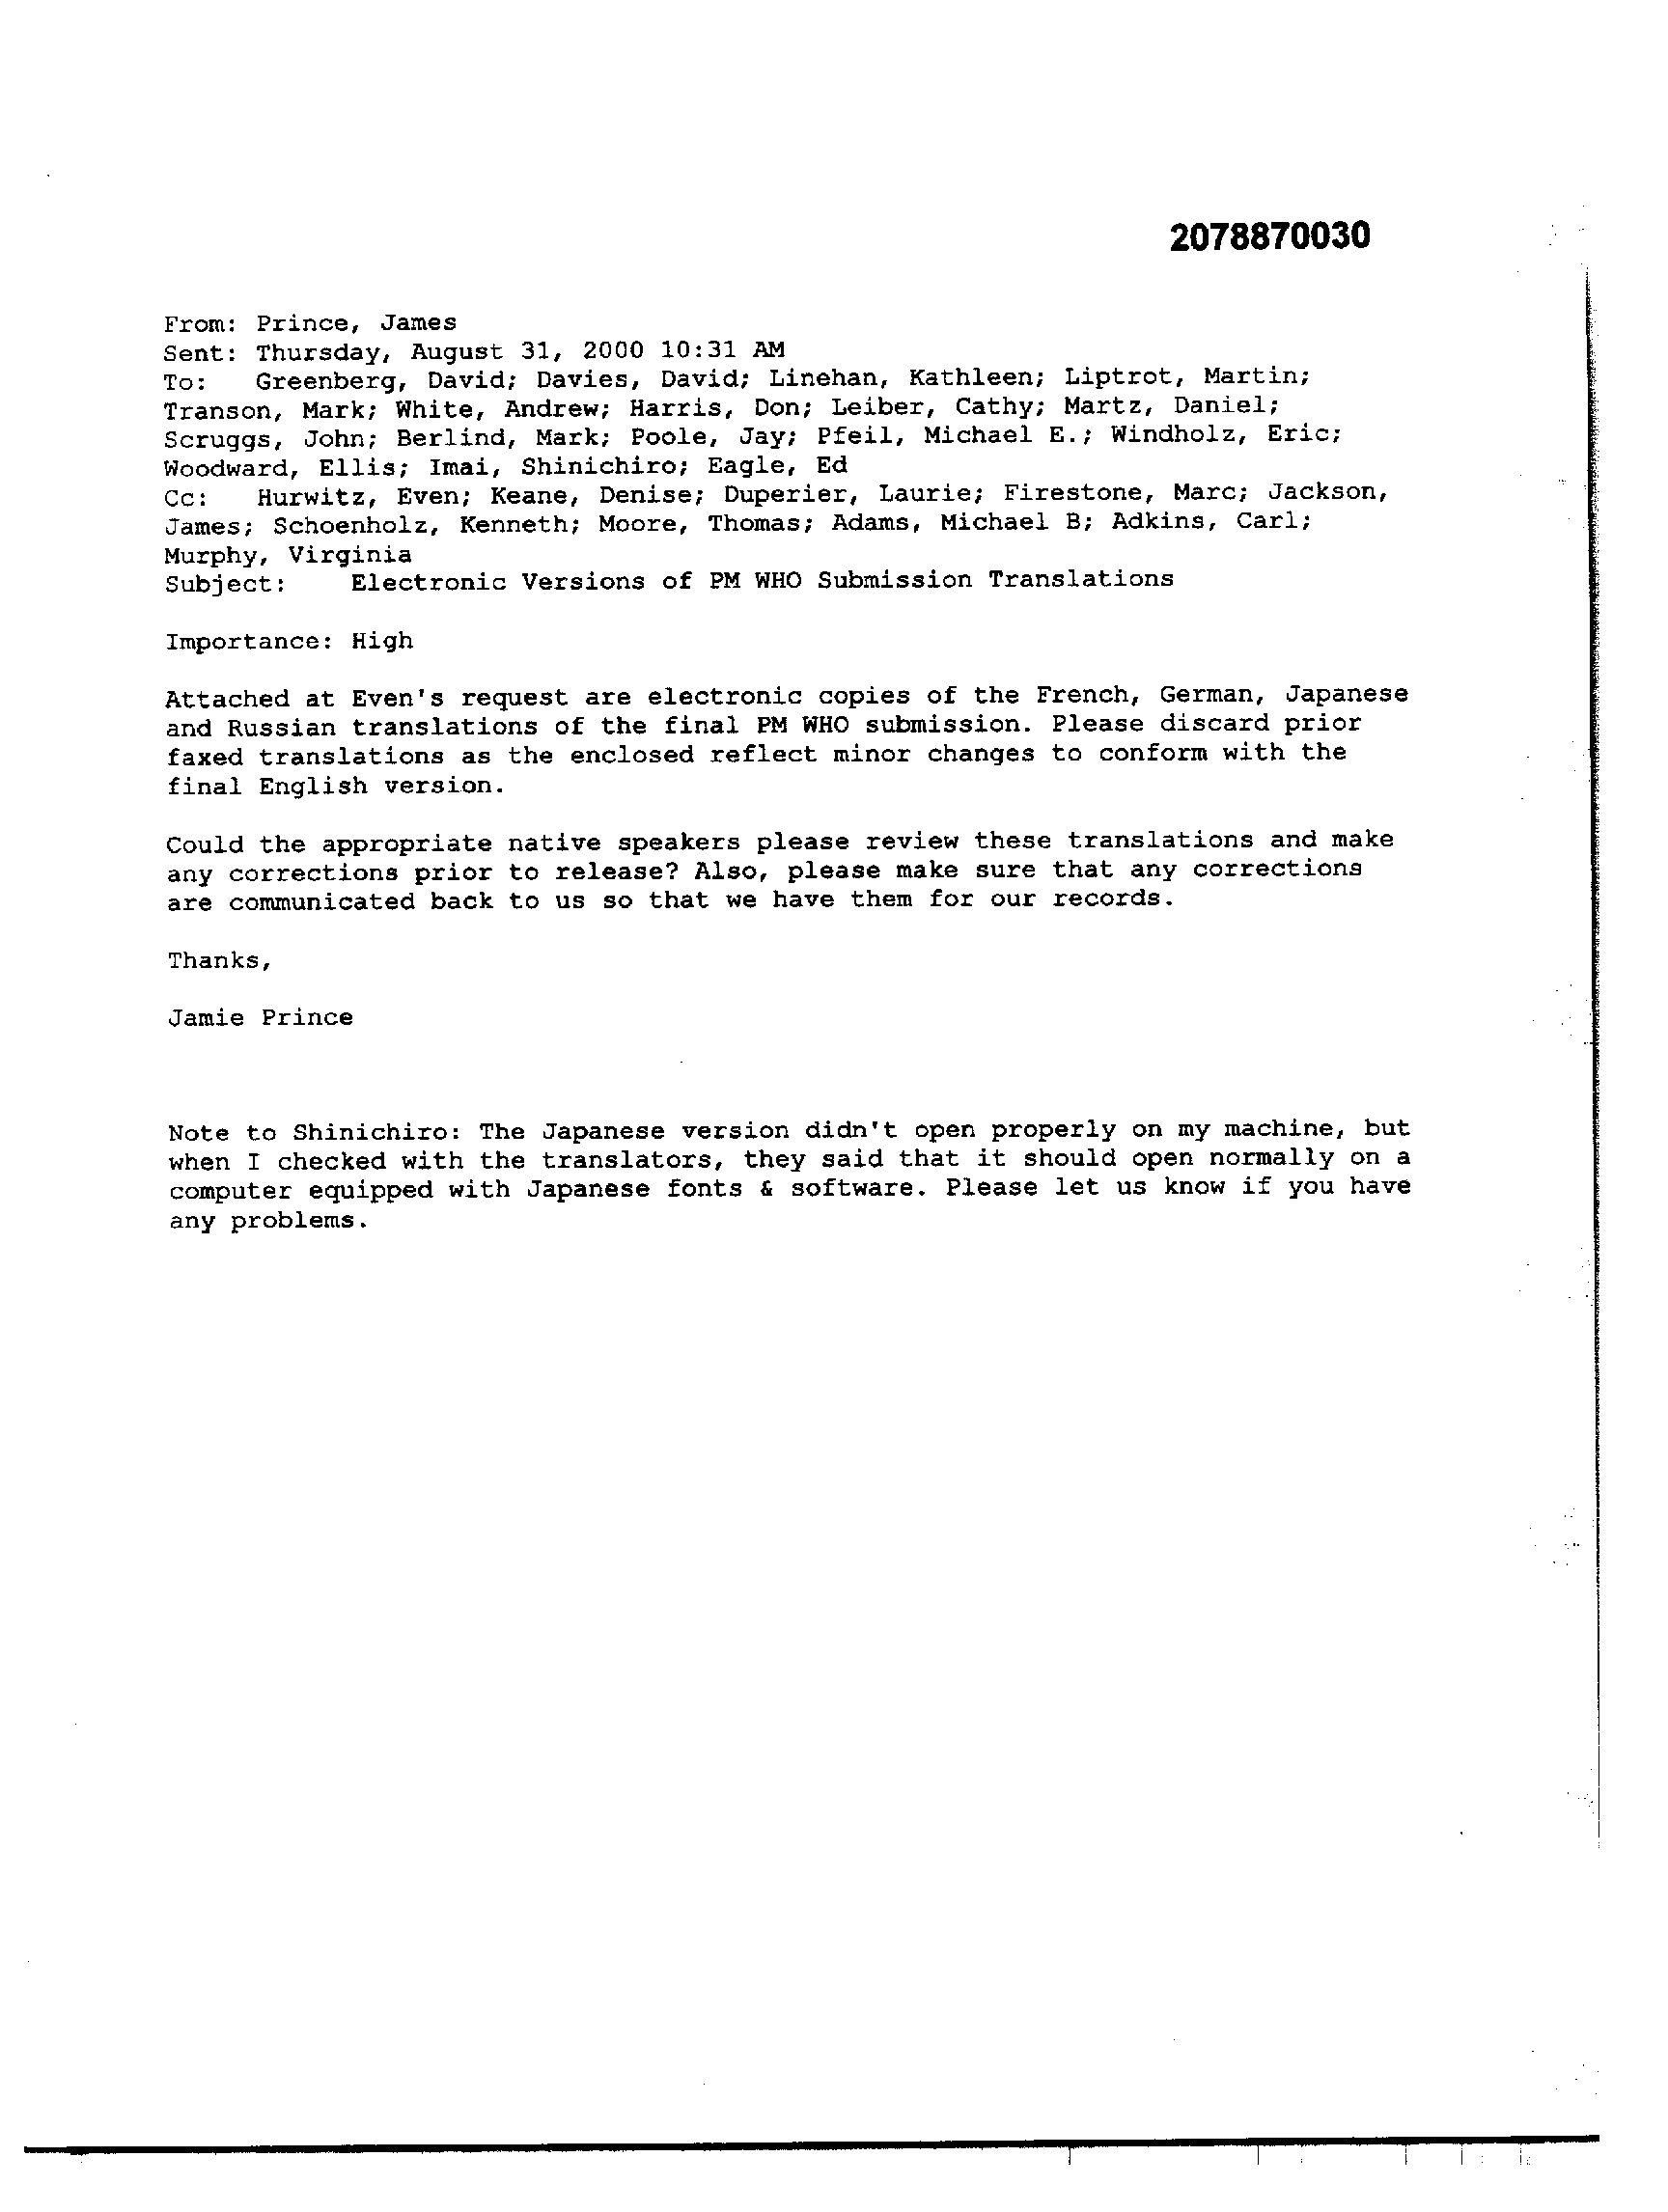 2078870030
From: Prince, James
Sent: Thursday, August 31, 2000 10:31 AM
To: Greenberg, David; Davies, David; Linehan, Kathleen; Liptrot, Martin;
Transon, Mark; White, Andrew; Harris, Don; Leiber, Cathy; Martz, Daniel;
Scruggs, John; Berlind, Mark; Poole, Jay; Pfeil, Michael E.; Windholz, Eric;
Woodward, Ellis; Imai, Shinichiro; Eagle, Ed
Cc: Hurwitz, Even; Keane, Denise; Duperier, Laurie; Firestone, Marc; Jackson,
James; Schoenholz, Kenneth; Moore, Thomas; Adams, Michael B; Adkins, Carl;
Murphy, Virginia
Subject: Electronic Versions of PM WHO Submission Translations
Importance: High
Attached at Even's request are electronic copies of the French, German, Japanese
and Russian translations of the final PM WHO submission. Please discard prior
faxed translations as the enclosed reflect minor changes to conform with the
final English version.
Could the appropriate native speakers please review these translations and make
any corrections prior to release? Also, please make sure that any corrections
are communicated back to us so that we have them for our records.
Thanks,
Jamie Prince
Note to Shinichiro: The Japanese version didn't open properly on my machine, but
when I checked with the translators, they said that it should open normally on a
computer equipped with Japanese fonts & software. Please let us know if you have
any problems.